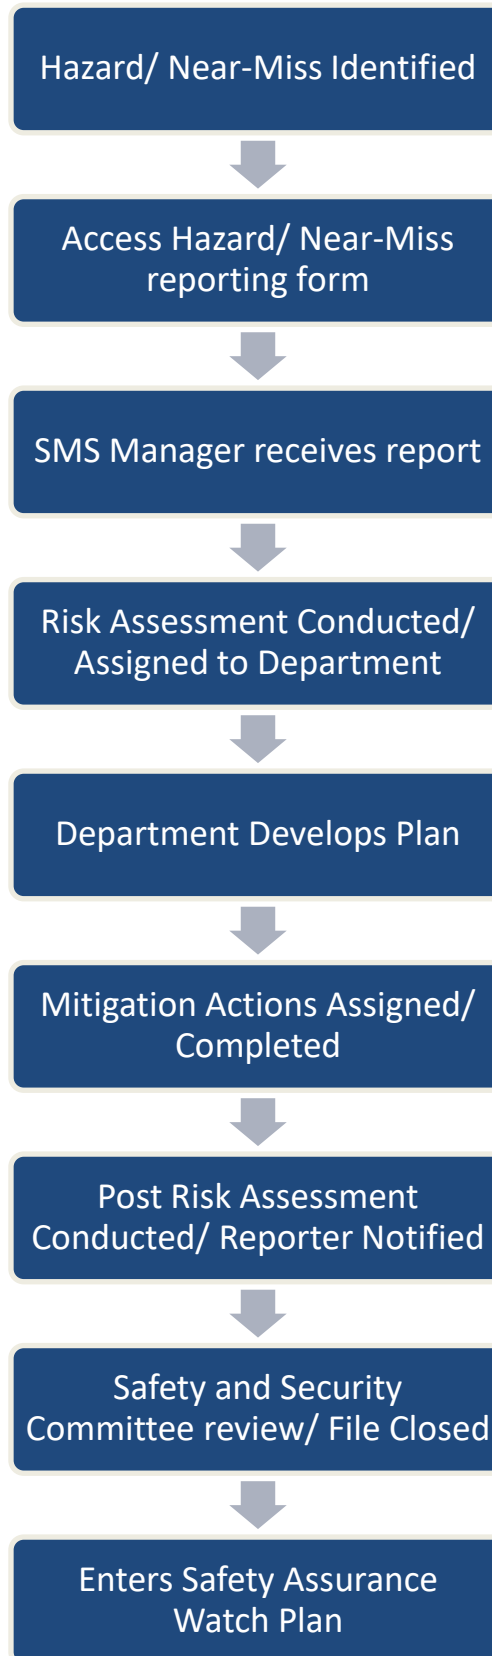 Hazard/ Near-Miss Identified
Access Hazard/ Near-Miss
reporting form
SMS Manager receives report
Risk Assessment Conducted/
Assigned to Department
Department Develops Plan
Mitigation Actions Assigned/
Completed
Post Risk Assessment
Conducted/ Reporter Notified
Safety and Security
Committee review/ File Closed
Enters Safety Assurance
Watch Plan